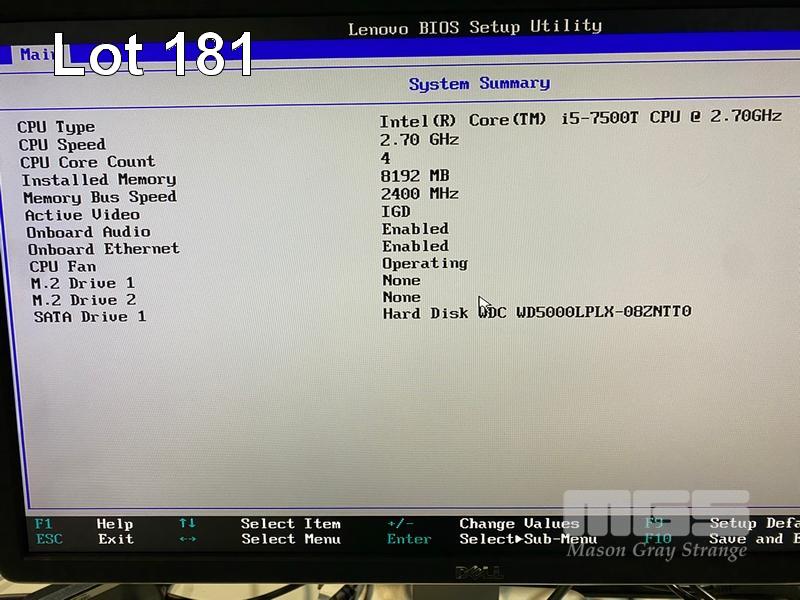 Lenovo BIOS Setup Utility
Main
Lot 181
System Summary
CPU Type Intel(R) Core(TM) i5-7500T CPU @ 2.70GHz
CPU Speed 2.70 GHz
CPU Core Count 4
Installed Memory 8192 MB
Memory Bus Speed 2400 MHz
Active Video IGD
Onboard Audio Enabled
Onboard Ethernet Enabled
CPU Fan Operating
M.2 Drive 1 None
M.2 Drive 2 None
SATA Drive 1 Hard Disk WDC WD5000LPLX-08ZNTT0
F1 Help ↑↓ Select Item +/- Change Values F9 Setup Defa
ESC Exit ←→ Select Menu Enter Select▶Sub-Menu F10 Save and E
MGS
Mason Gray Strange
DELL